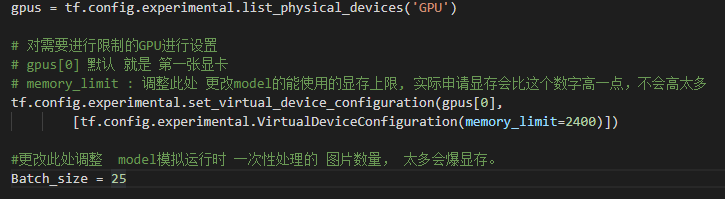 gpus = tf.config.experimental.list_physical_devices('GPU')
# 对需要进行限制的GPU进行设置
# gpus[0] 默认 就是 第一张显卡
# memory_limit : 调整此处 更改model的能使用的显存上限, 实际申请显存会比这个数字高一点，不会高太多
tf.config.experimental.set_virtual_device_configuration(gpus[0],
[tf.config.experimental.VirtualDeviceConfiguration(memory_limit=2400)])
#更改此处调整  model模拟运行时 一次性处理的 图片数量， 太多会爆显存。
Batch_size = 25